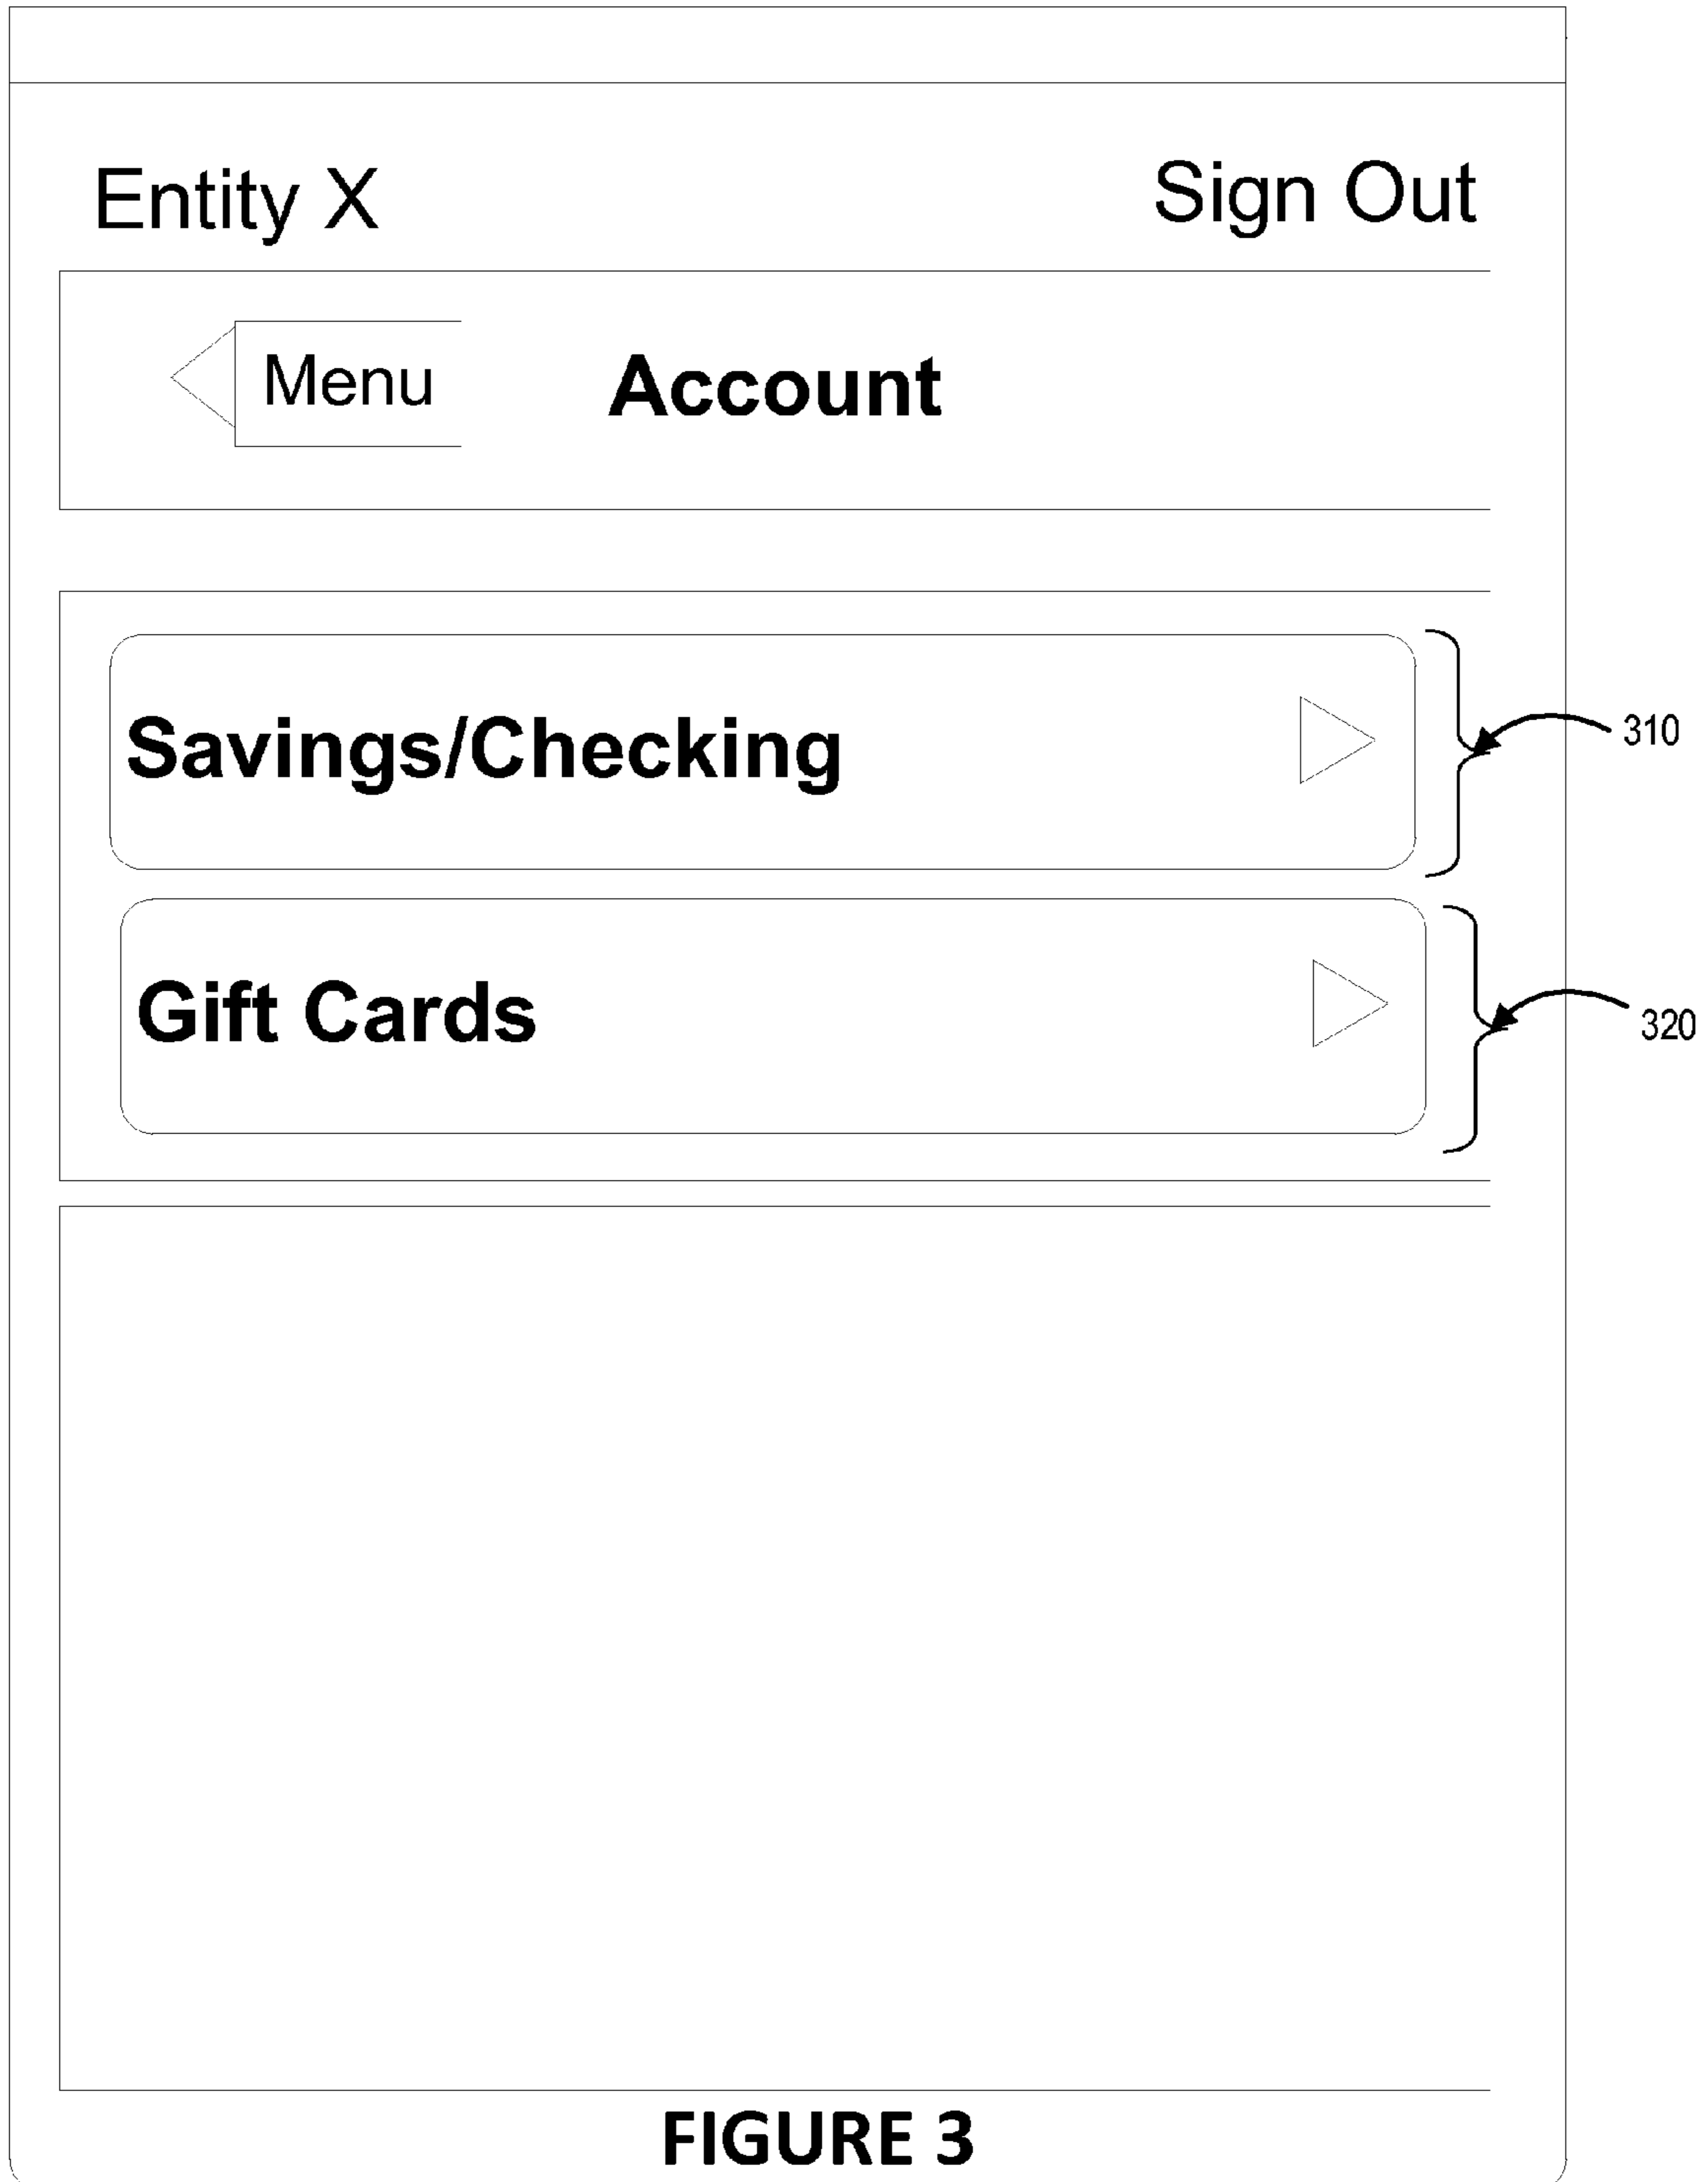 Entity X Sign Out
Menu Account
Savings/Checking
310
Gift Cards
320
FIGURE 3